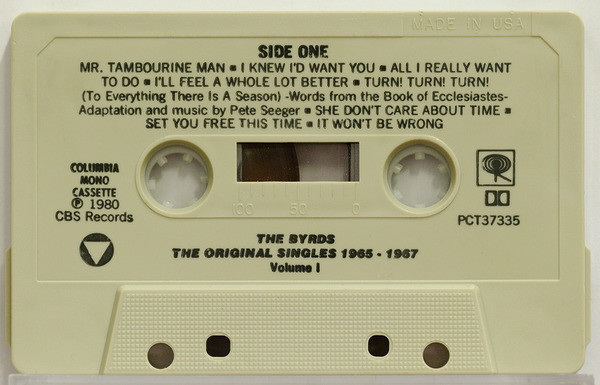 MADE IN USA
SIDE ONE
MR. TAMBOURINE MAN ▪ I KNEW I'D WANT YOU ▪ ALL I REALLY WANT
TO DO ▪ I'LL FEEL A WHOLE LOT BETTER ▪ TURN! TURN! TURN!
(To Everything There Is A Season) -Words from the Book of Ecclesiastes-
Adaptation and music by Pete Seeger ▪ SHE DON'T CARE ABOUT TIME ▪
SET YOU FREE THIS TIME ▪ IT WON'T BE WRONG
COLUMBIA
MONO
CASSETTE
℗ 1980
CBS Records
100 50 0
PCT37335
THE BYRDS
THE ORIGINAL SINGLES 1965 - 1967
Volume I